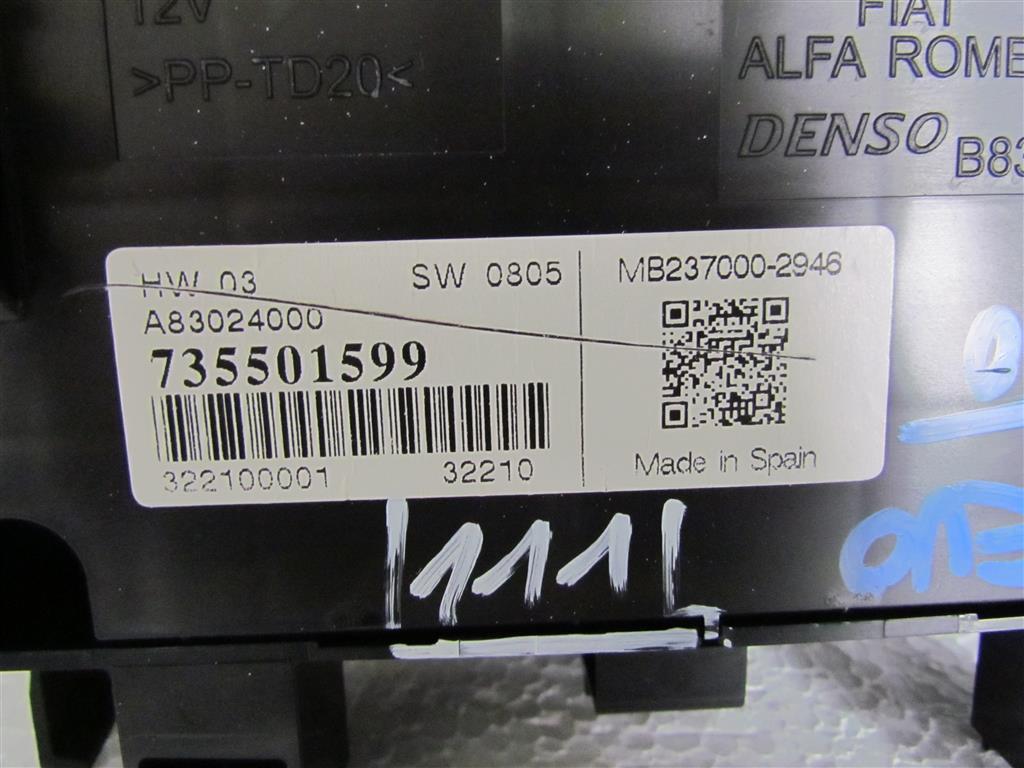 12V
>PP-TD20<
FIAT
ALFA ROME
DENSO B83
HW 03 SW 0805
A83024000
735501599
322100001 32210
MB237000-2946
Made in Spain
111